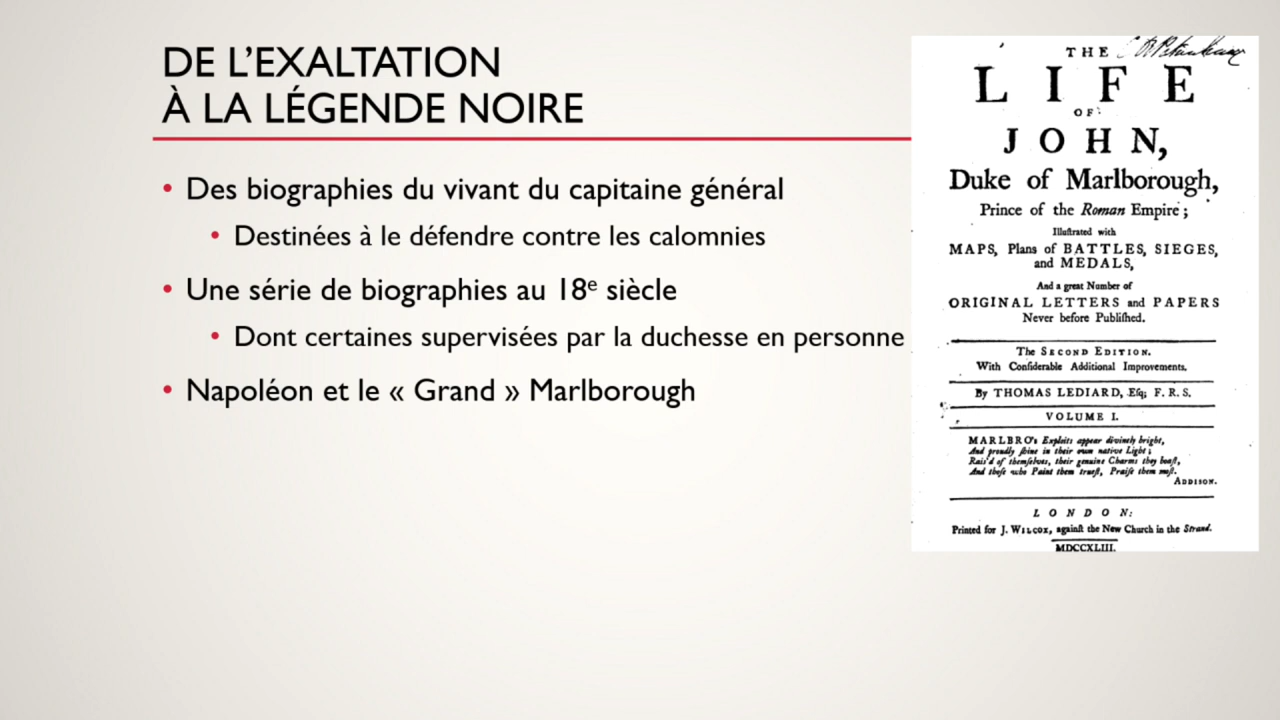 DE L’EXALTATION
À LA LÉGENDE NOIRE
• Des biographies du vivant du capitaine général
• Destinées à le défendre contre les calomnies
• Une série de biographies au 18e siècle
• Dont certaines supervisées par la duchesse en personne
• Napoléon et le « Grand » Marlborough
THE
LIFE
OF
JOHN,
Duke of Marlborough,
Prince of the Roman Empire;
Illuſtrated with
MAPS, Plans of BATTLES, SIEGES,
and MEDALS,
And a great Number of
ORIGINAL LETTERS and PAPERS
Never before Publiſhed.
The SECOND EDITION.
With Conſiderable Additional Improvements.
By THOMAS LEDIARD, Eſq; F. R. S.
VOLUME I.
MARLBRO's Exploits appear divinely bright,
And proudly ſhine in their own native Light;
Rais'd of themſelves, their genuine Charms they boaſt,
And thoſe who Paint them trueſt, Praiſe them moſt.
ADDISON.
LONDON:
Printed for J. WILCOX, againſt the New Church in the Strand.
MDCCXLIII.